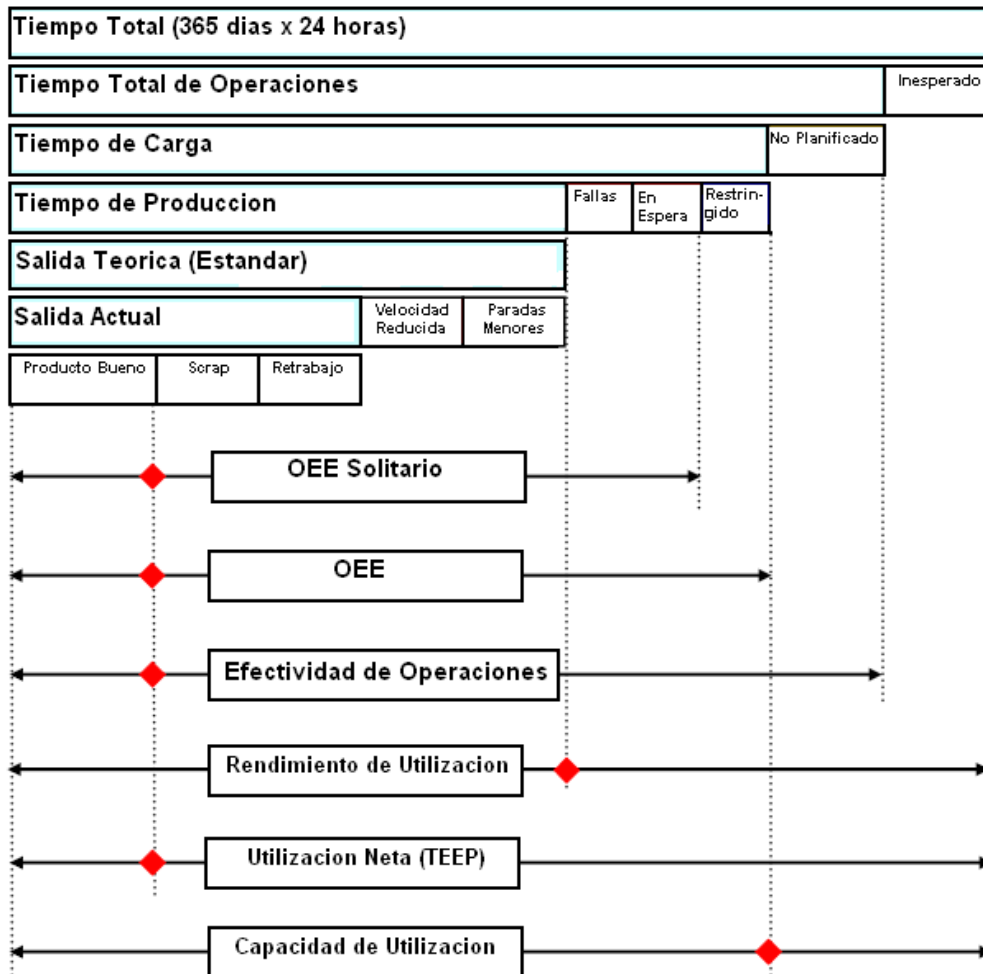 Tiempo Total (365 dias x 24 horas)
Tiempo Total de Operaciones
Inesperado
Tiempo de Carga
No Planificado
Tiempo de Produccion
Fallas
En
Espera
Restrin-
gido
Salida Teorica (Estandar)
Salida Actual
Velocidad
Reducida
Paradas
Menores
Producto Bueno
Scrap
Retrabajo
OEE Solitario
OEE
Efectividad de Operaciones
Rendimiento de Utilizacion
Utilizacion Neta (TEEP)
Capacidad de Utilizacion